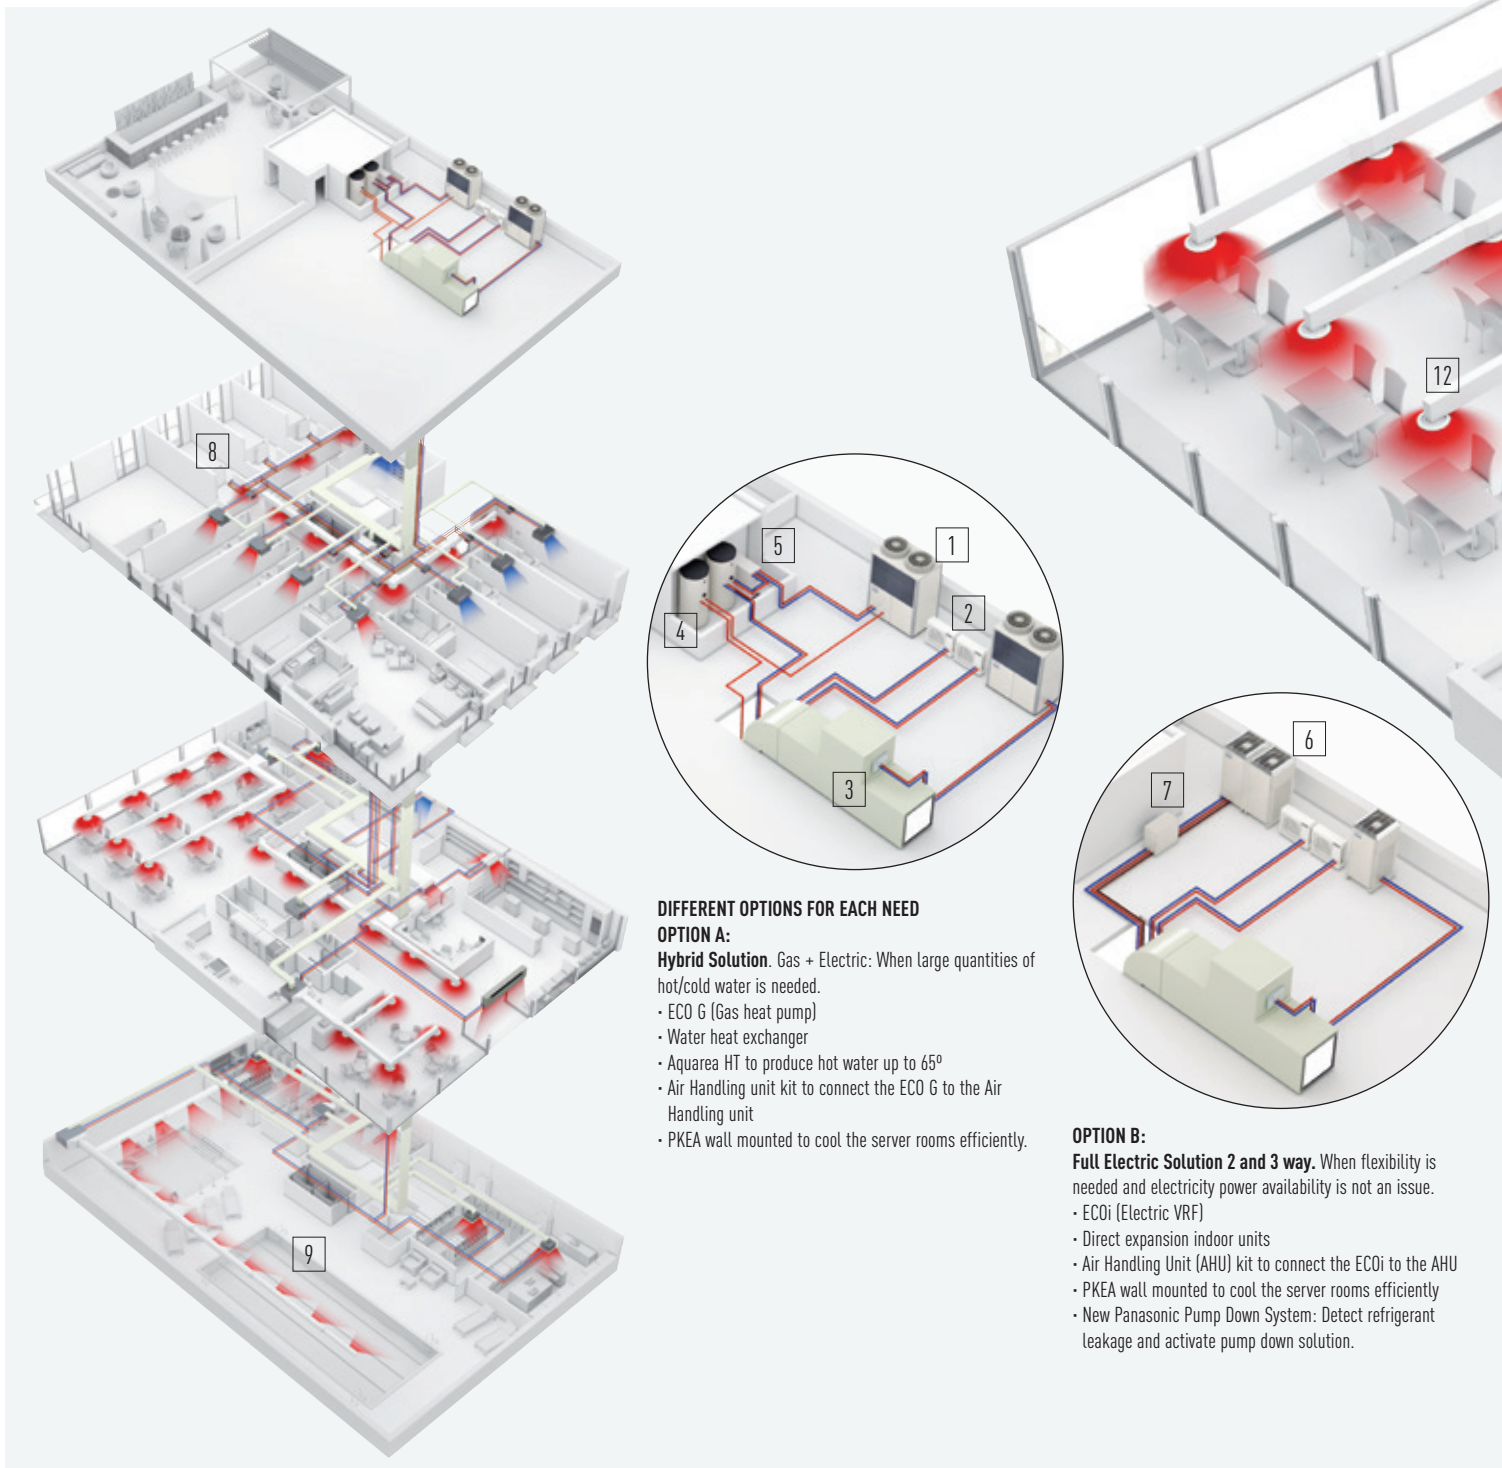 8
12
5
1
2
4
3
6
7
9
DIFFERENT OPTIONS FOR EACH NEED
OPTION A:
Hybrid Solution. Gas + Electric: When large quantities of
hot/cold water is needed.
· ECO G (Gas heat pump)
· Water heat exchanger
· Aquarea HT to produce hot water up to 65º
· Air Handling unit kit to connect the ECO G to the Air
Handling unit
· PKEA wall mounted to cool the server rooms efficiently.
OPTION B:
Full Electric Solution 2 and 3 way. When flexibility is
needed and electricity power availability is not an issue.
· ECOi (Electric VRF)
· Direct expansion indoor units
· Air Handling Unit (AHU) kit to connect the ECOi to the AHU
· PKEA wall mounted to cool the server rooms efficiently
· New Panasonic Pump Down System: Detect refrigerant
leakage and activate pump down solution.